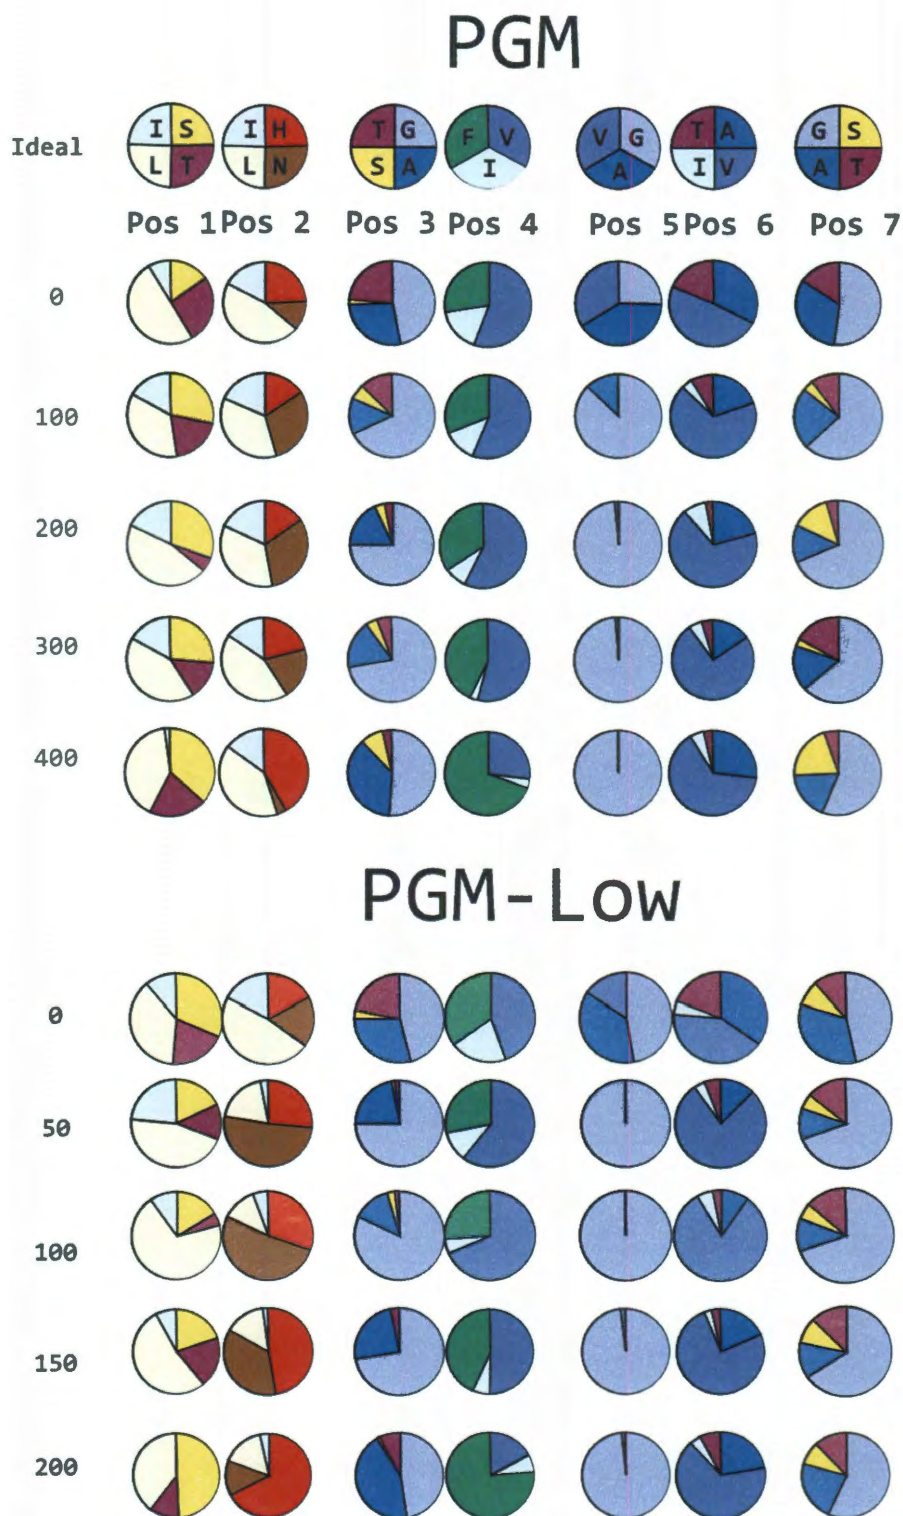 PGM
Ideal
I S L T
I H L N
T G S A
F V I
V G A
T A I V
G S A T
Pos 1 Pos 2 Pos 3 Pos 4 Pos 5 Pos 6 Pos 7
0
100
200
300
400
PGM-Low
0
50
100
150
200